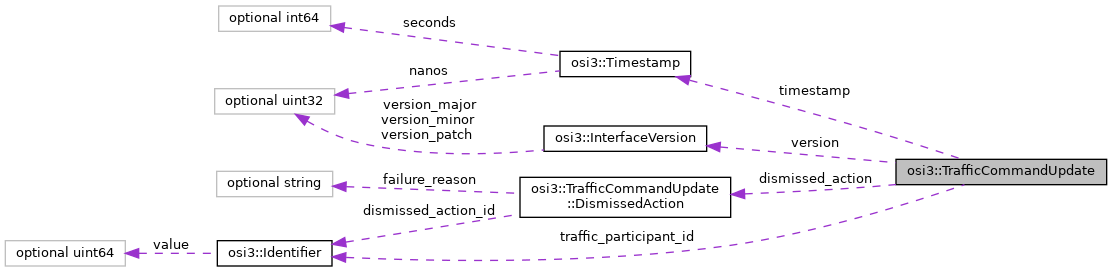 optional int64
seconds
osi3::Timestamp
nanos
timestamp
optional uint32
version_major
version_minor
version_patch
osi3::InterfaceVersion
version
osi3::TrafficCommandUpdate
optional string
failure_reason
osi3::TrafficCommandUpdate
::DismissedAction
dismissed_action
dismissed_action_id
traffic_participant_id
optional uint64
value
osi3::Identifier